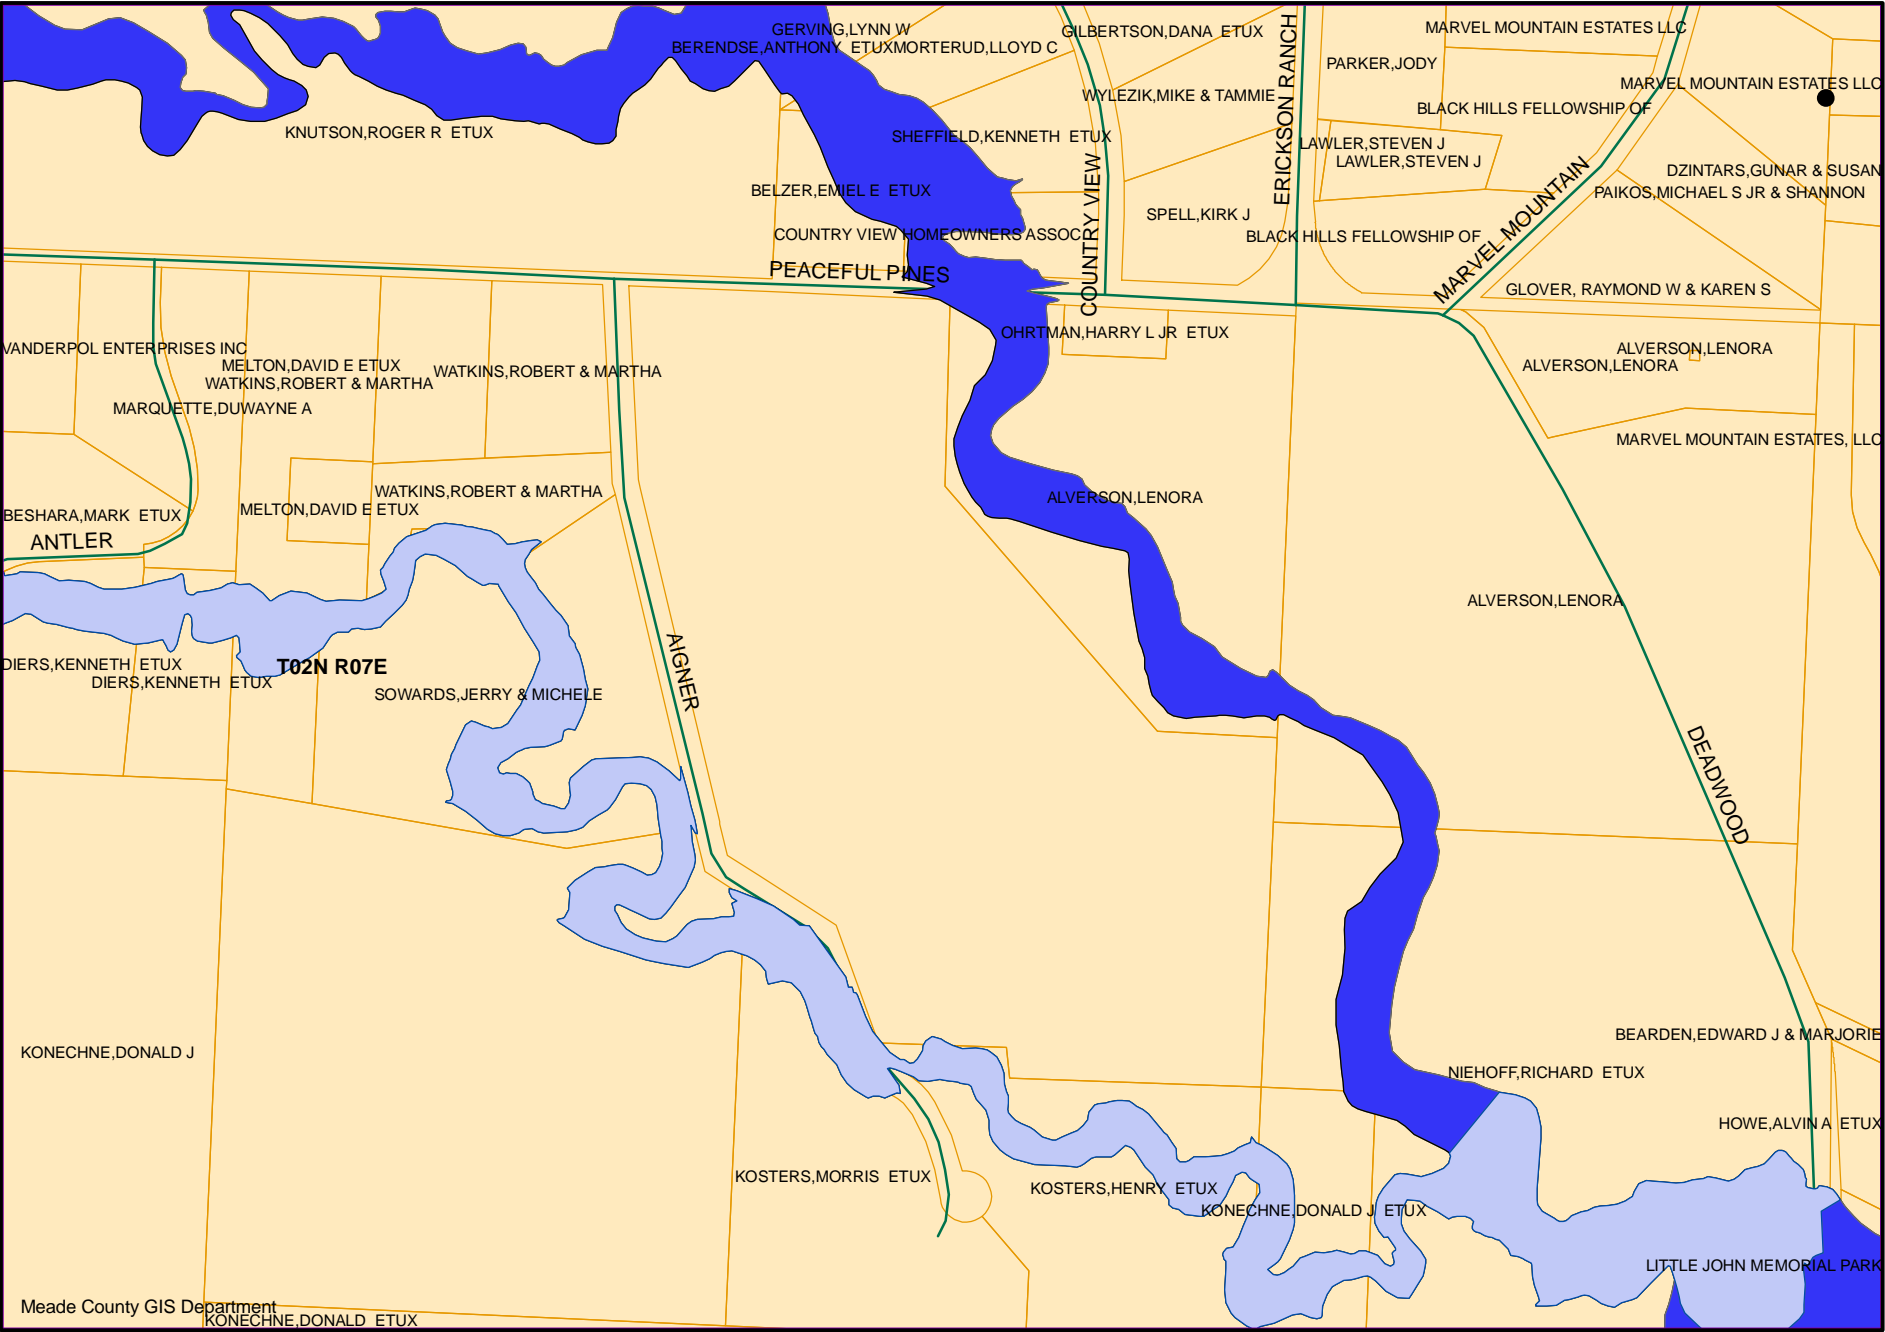 GERVING,LYNN W
BERENDSE,ANTHONY ETUX
MORTERUD,LLOYD C
GILBERTSON,DANA ETUX
ERICKSON RANCH
MARVEL MOUNTAIN ESTATES LLC
PARKER,JODY
MARVEL MOUNTAIN ESTATES LLC
WYLEZIK,MIKE & TAMMIE
BLACK HILLS FELLOWSHIP OF
KNUTSON,ROGER R ETUX
SHEFFIELD,KENNETH ETUX
LAWLER,STEVEN J
LAWLER,STEVEN J
DZINTARS,GUNAR & SUSAN
BELZER,EMIEL E ETUX
PAIKOS,MICHAEL S JR & SHANNON
COUNTRY VIEW
SPELL,KIRK J
MARVEL MOUNTAIN
COUNTRY VIEW HOMEOWNERS ASSOC
BLACK HILLS FELLOWSHIP OF
PEACEFUL PINES
GLOVER, RAYMOND W & KAREN S
OHRTMAN,HARRY L JR ETUX
VANDERPOL ENTERPRISES INC
ALVERSON,LENORA
MELTON,DAVID E ETUX
ALVERSON,LENORA
WATKINS,ROBERT & MARTHA
WATKINS,ROBERT & MARTHA
MARQUETTE,DUWAYNE A
MARVEL MOUNTAIN ESTATES, LLC
WATKINS,ROBERT & MARTHA
ALVERSON,LENORA
MELTON,DAVID E ETUX
BESHARA,MARK ETUX
ANTLER
ALVERSON,LENORA
DIERS,KENNETH ETUX
T02N R07E
AIGNER
DIERS,KENNETH ETUX
SOWARDS,JERRY & MICHELE
DEADWOOD
BEARDEN,EDWARD J & MARJORIE
KONECHNE,DONALD J
NIEHOFF,RICHARD ETUX
HOWE,ALVIN A ETUX
KOSTERS,MORRIS ETUX
KOSTERS,HENRY ETUX
KONECHNE,DONALD J ETUX
LITTLE JOHN MEMORIAL PARK
Meade County GIS Department
KONECHNE,DONALD ETUX